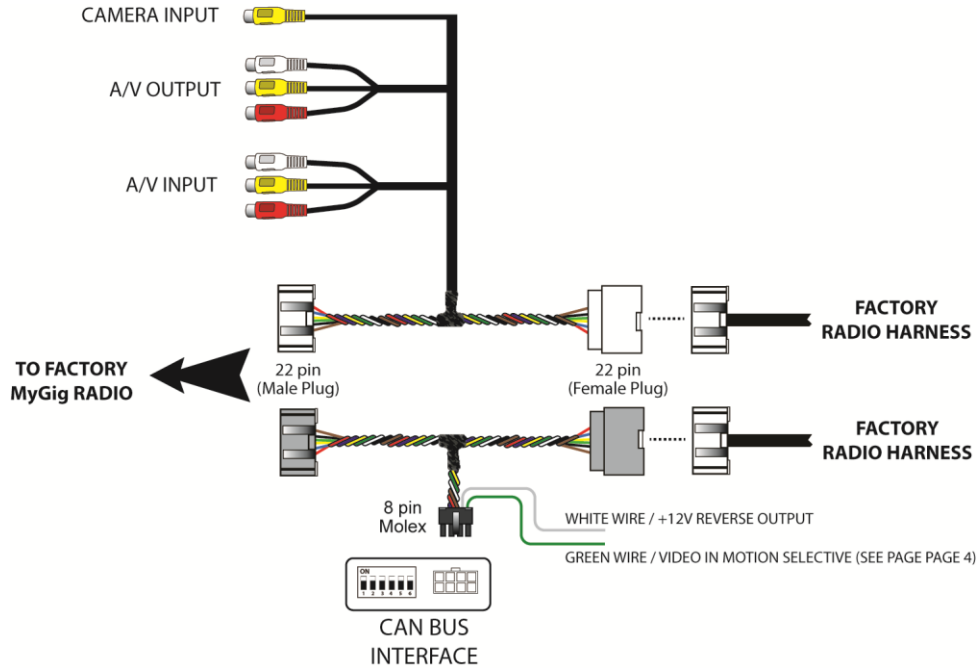 CAMERA INPUT
A/V OUTPUT
A/V INPUT
FACTORY
RADIO HARNESS
TO FACTORY
MyGig RADIO
22 pin
(Male Plug)
22 pin
(Female Plug)
FACTORY
RADIO HARNESS
8 pin
Molex
WHITE WIRE / +12V REVERSE OUTPUT
GREEN WIRE / VIDEO IN MOTION SELECTIVE (SEE PAGE PAGE 4)
ON
1 2 3 4 5 6
CAN BUS
INTERFACE